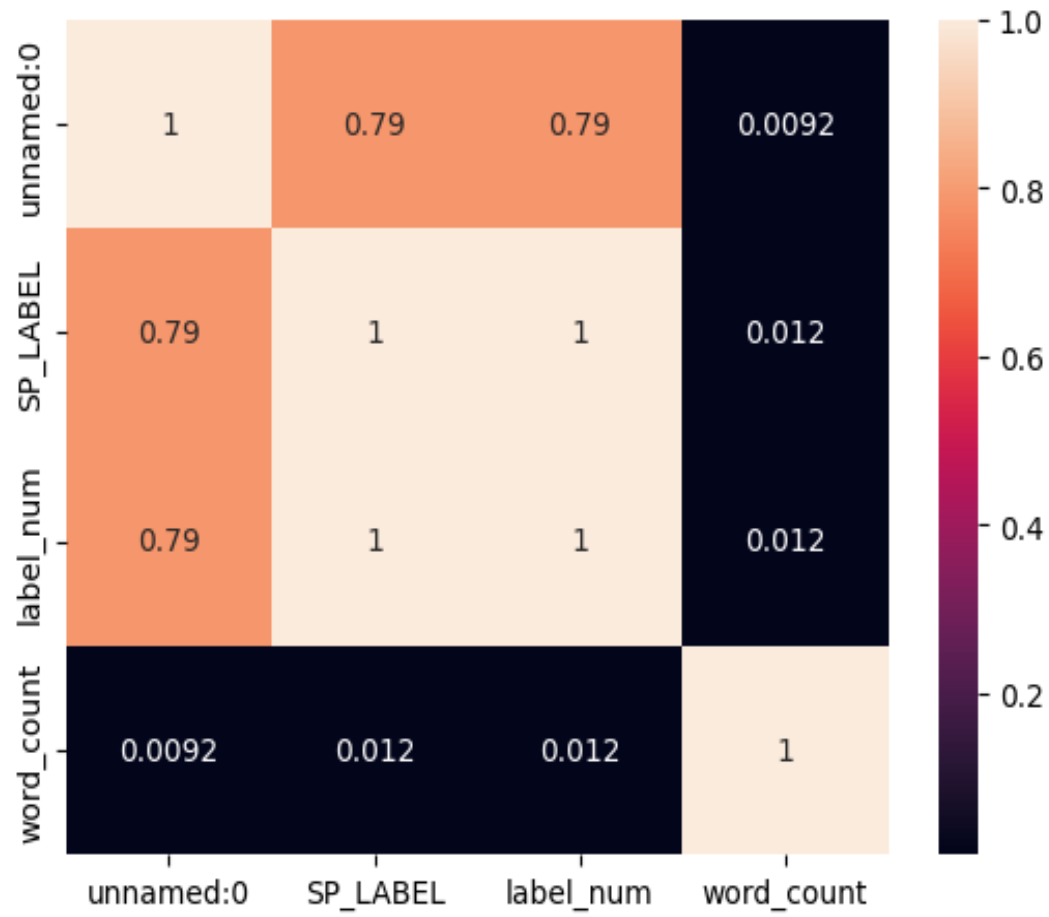 unnamed:0 1 0.79 0.79 0.0092
SP_LABEL 0.79 1 1 0.012
label_num 0.79 1 1 0.012
word_count 0.0092 0.012 0.012 1
unnamed:0 SP_LABEL label_num word_count
1.0
0.8
0.6
0.4
0.2